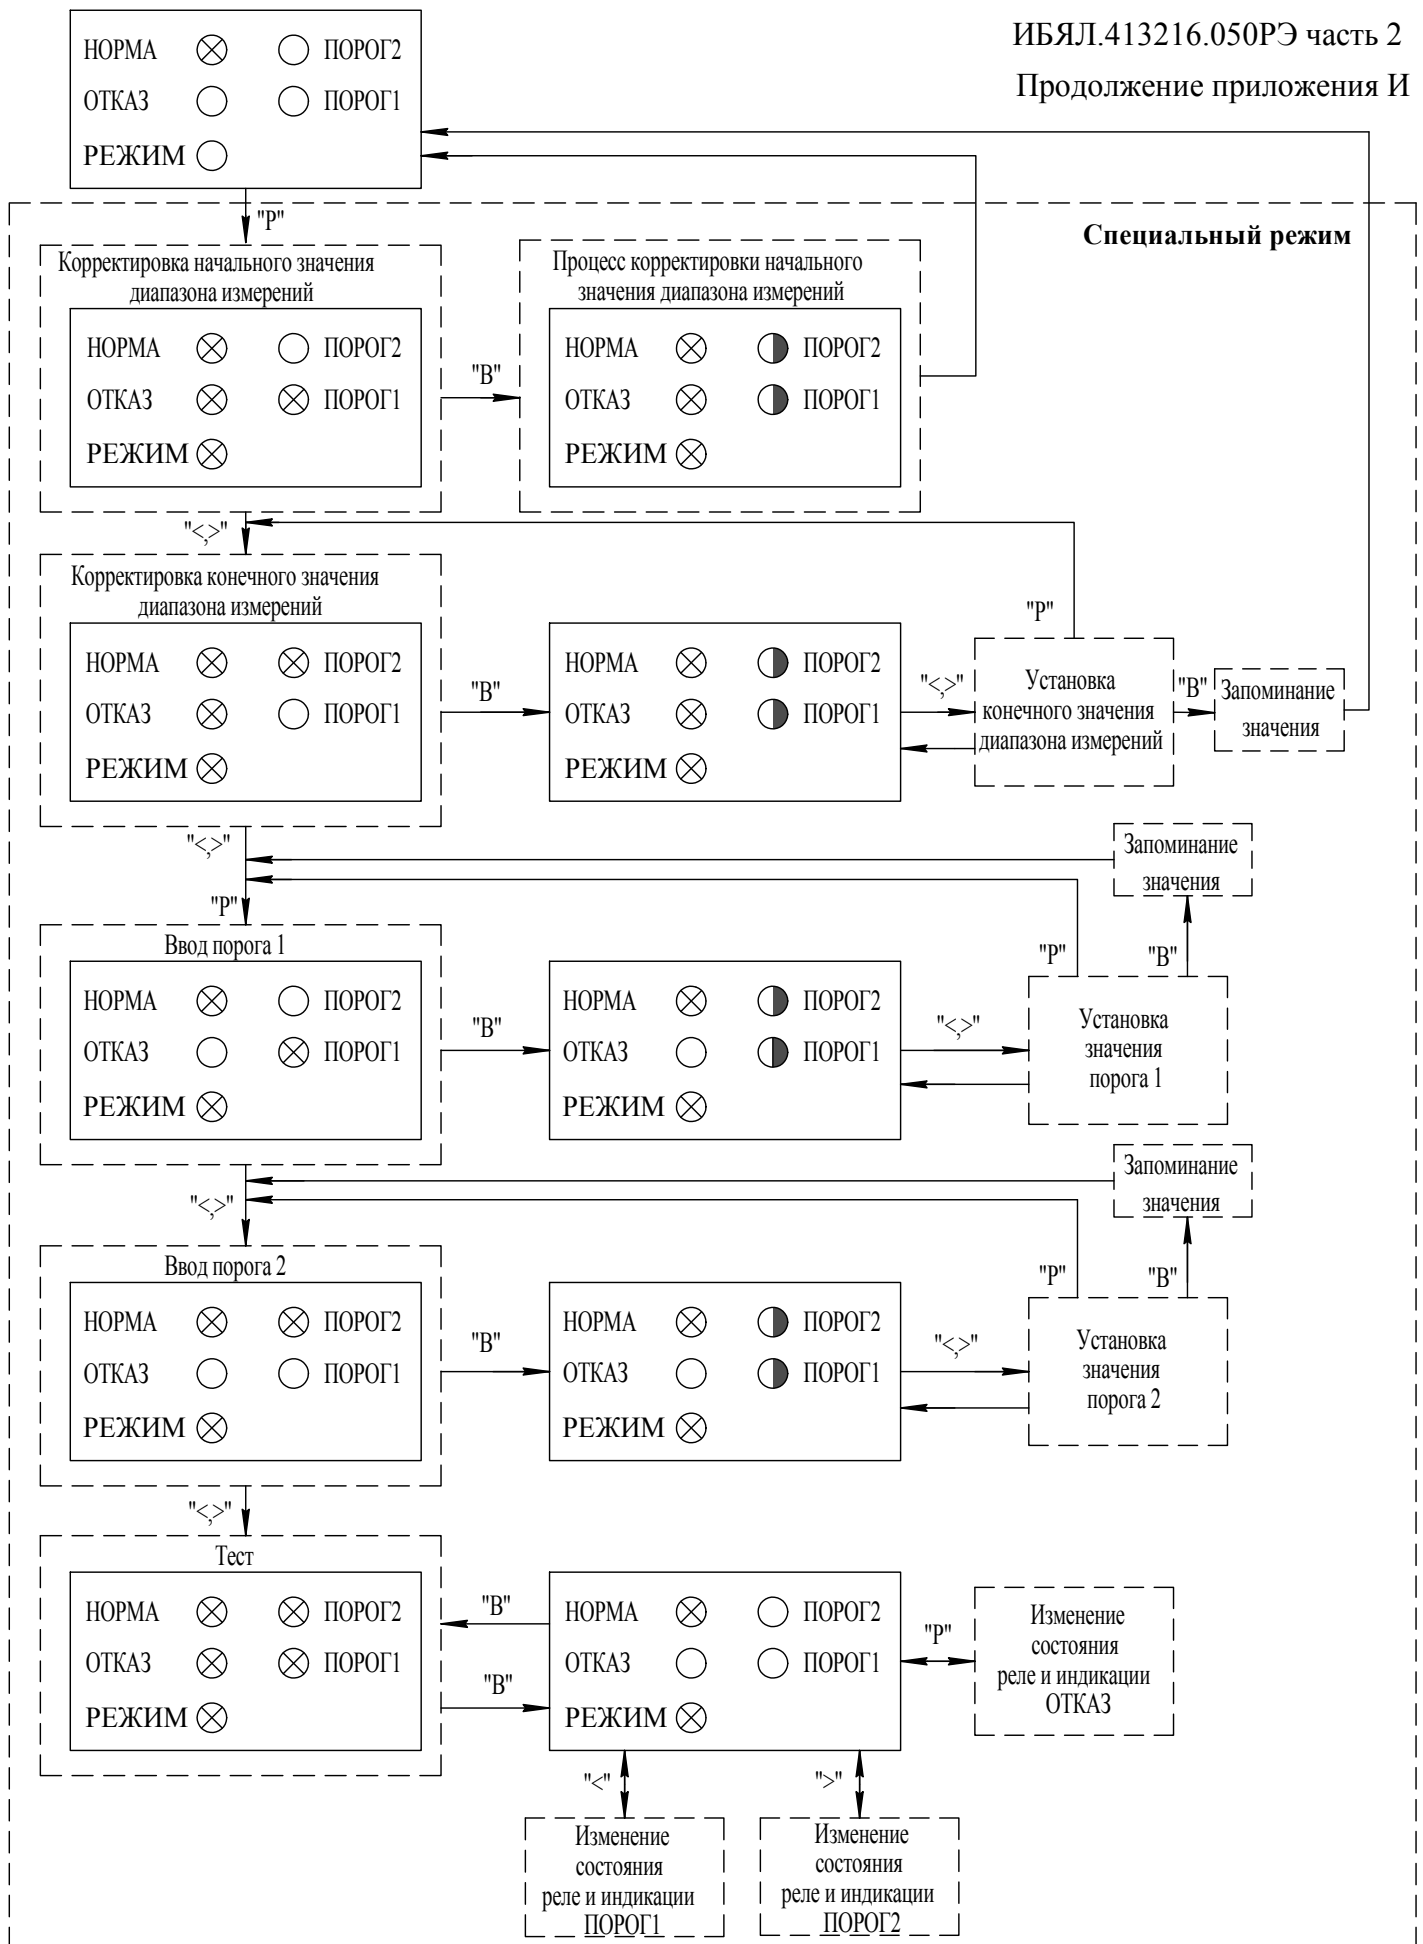 ИБЯЛ.413216.050РЭ часть 2
Продолжение приложения И
НОРМА ПОРОГ2
ОТКАЗ ПОРОГ1
РЕЖИМ
"Р"
Специальный режим
Корректировка начального значения
диапазона измерений
НОРМА ПОРОГ2
ОТКАЗ ПОРОГ1
РЕЖИМ
"В"
Процесс корректировки начального
значения диапазона измерений
НОРМА ПОРОГ2
ОТКАЗ ПОРОГ1
РЕЖИМ
"<,>"
Корректировка конечного значения
диапазона измерений
НОРМА ПОРОГ2
ОТКАЗ ПОРОГ1
РЕЖИМ
"В"
НОРМА ПОРОГ2
ОТКАЗ ПОРОГ1
РЕЖИМ
"<,>"
"Р"
Установка
конечного значения
диапазона измерений
"В"
Запоминание
значения
"<,>"
"Р"
Ввод порога 1
НОРМА ПОРОГ2
ОТКАЗ ПОРОГ1
РЕЖИМ
"В"
НОРМА ПОРОГ2
ОТКАЗ ПОРОГ1
РЕЖИМ
"<,>"
Запоминание
значения
"Р"
"В"
Установка
значения
порога 1
"<,>"
Ввод порога 2
НОРМА ПОРОГ2
ОТКАЗ ПОРОГ1
РЕЖИМ
"В"
НОРМА ПОРОГ2
ОТКАЗ ПОРОГ1
РЕЖИМ
"<,>"
Запоминание
значения
"Р"
"В"
Установка
значения
порога 2
"<,>"
Тест
НОРМА ПОРОГ2
ОТКАЗ ПОРОГ1
РЕЖИМ
"В"
"В"
НОРМА ПОРОГ2
ОТКАЗ ПОРОГ1
РЕЖИМ
"Р"
Изменение
состояния
реле и индикации
ОТКАЗ
"<"
">"
Изменение
состояния
реле и индикации
ПОРОГ1
Изменение
состояния
реле и индикации
ПОРОГ2